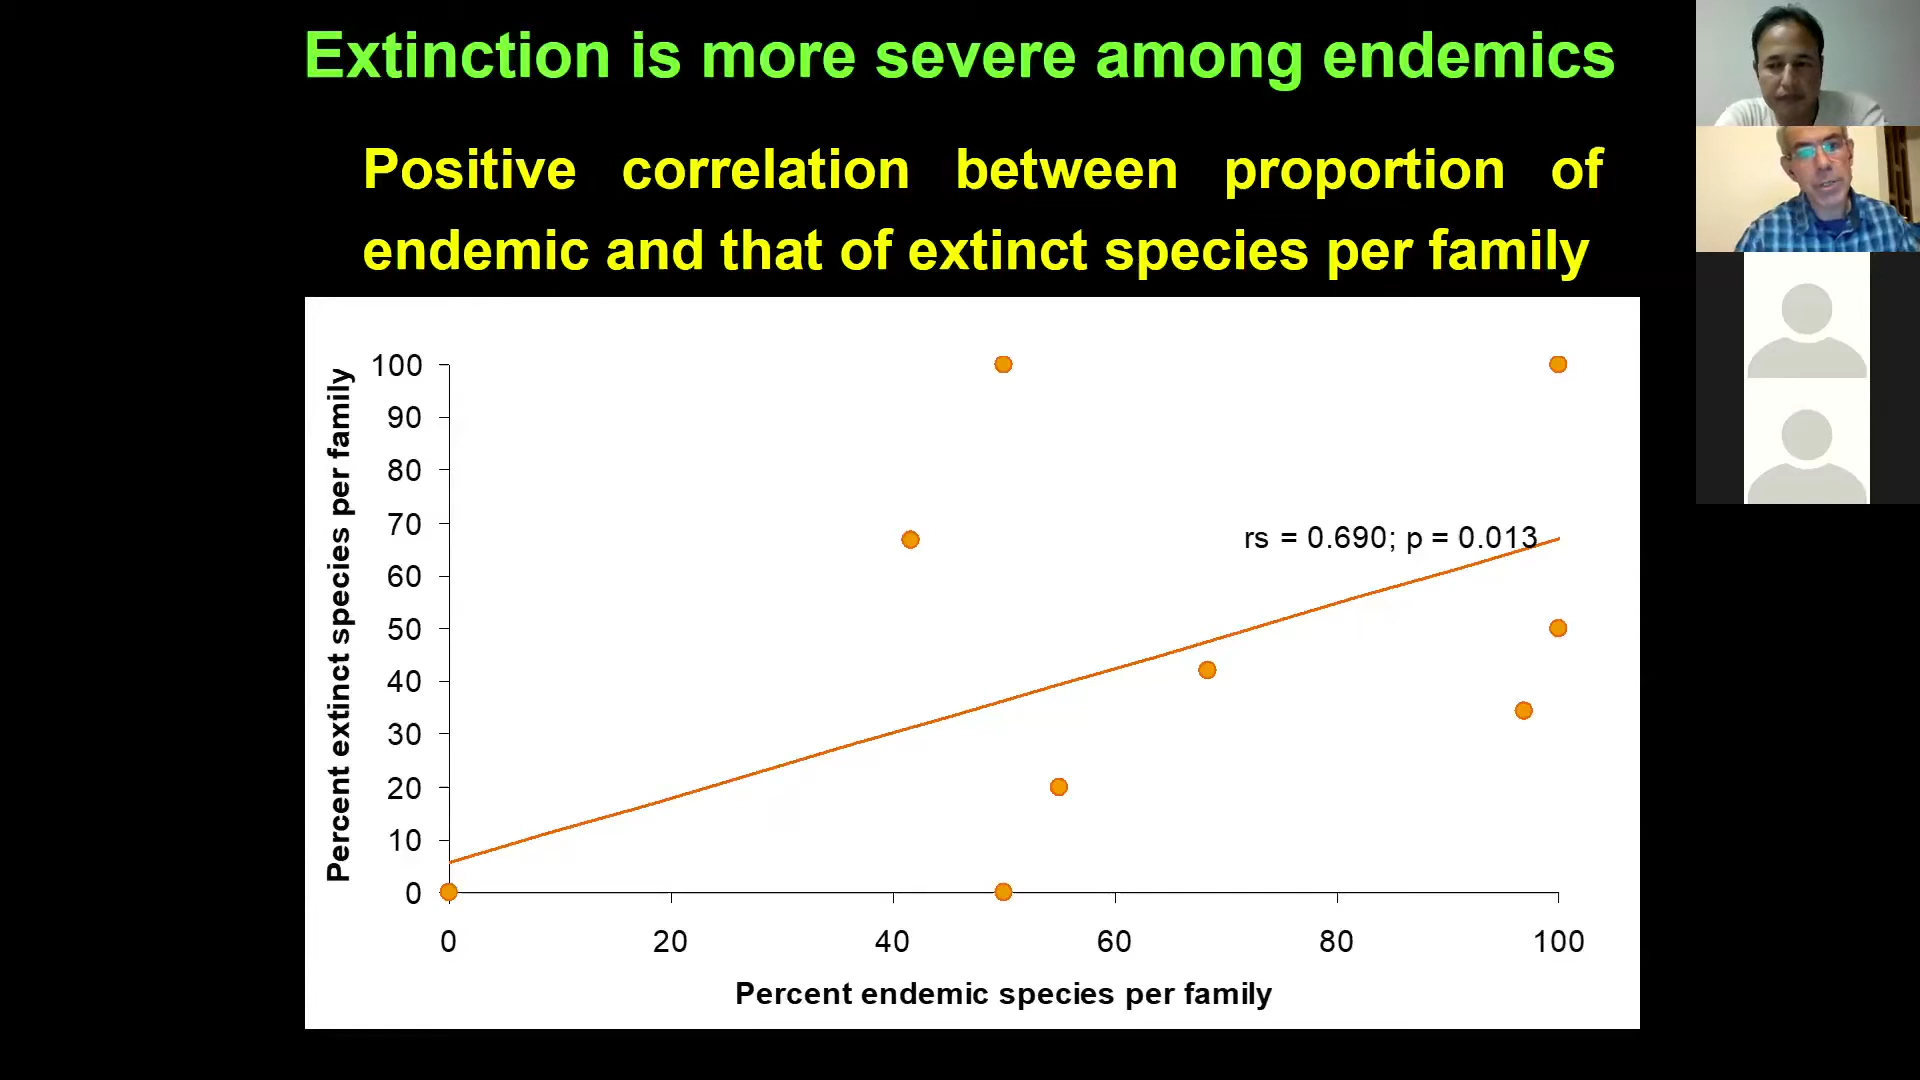 Extinction is more severe among endemics
Positive correlation between proportion of
endemic and that of extinct species per family
Percent extinct species per family
100
90
80
70
60
50
40
30
20
10
0
rs = 0.690; p = 0.013
0 20 40 60 80 100
Percent endemic species per family